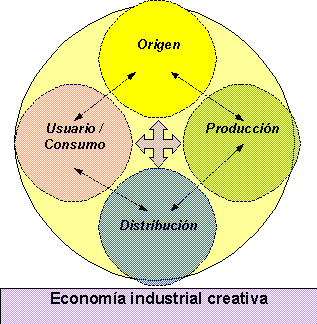 Origen
Usuario /
Consumo
Producción
Distribución
Economía industrial creativa